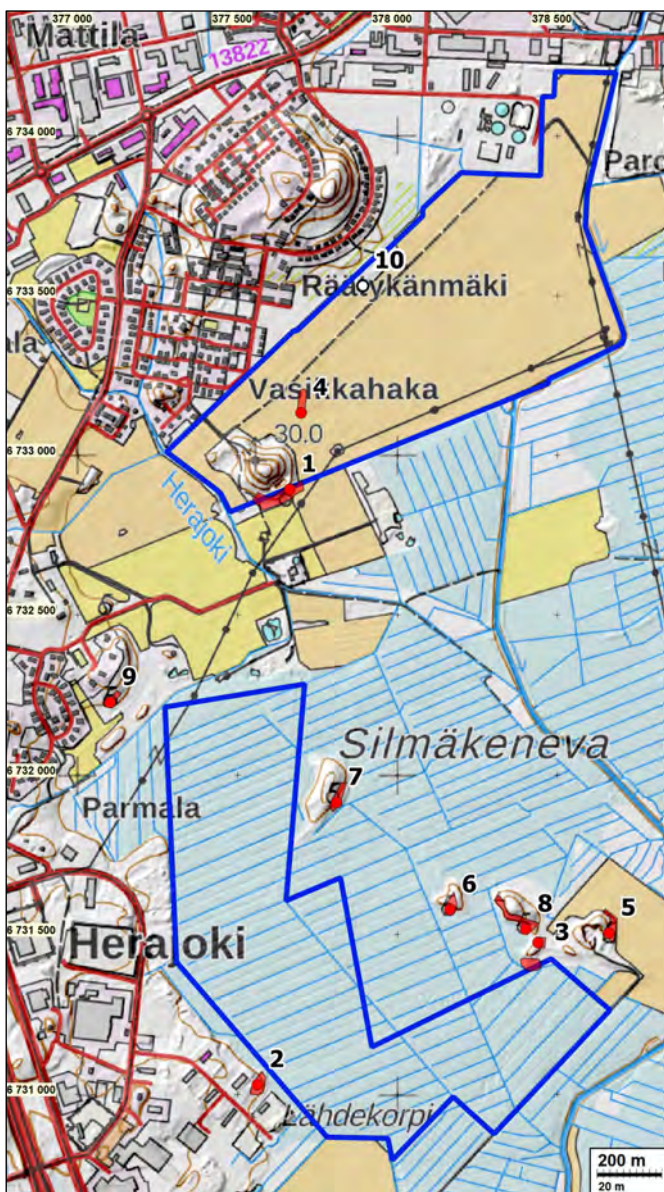 377 000
377 500
378 000
378 500
Mattila
13822
6 734 000
Parc
10
6 733 500
Rääkykänmäki
ala
4
Vasikkahaka
30.0
6 733 000
1
Herajoki
6 732 500
9
Silmäkeneva
6 732 000
7
Parmala
6
8
5
6 731 500
3
Herajoki
2
6 731 000
Lähdekorpi
200 m
20 m